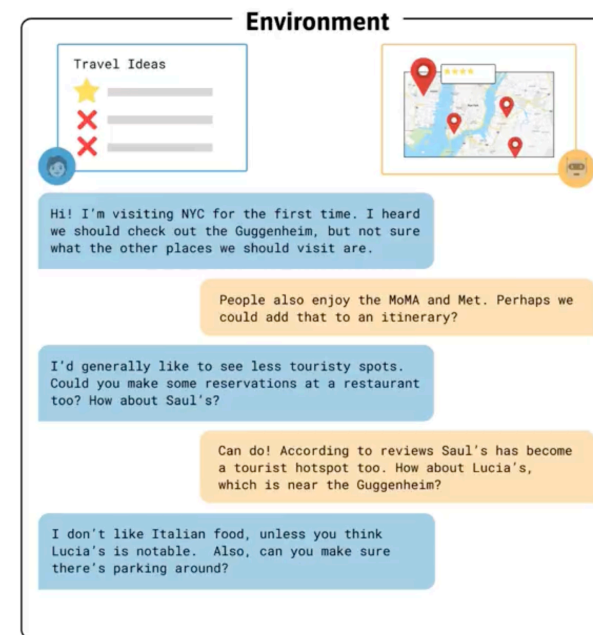 Environment
Travel Ideas
Hi! I'm visiting NYC for the first time. I heard
we should check out the Guggenheim, but not sure
what the other places we should visit are.
People also enjoy the MoMA and Met. Perhaps we
could add that to an itinerary?
I'd generally like to see less touristy spots.
Could you make some reservations at a restaurant
too? How about Saul's?
Can do! According to reviews Saul's has become
a tourist hotspot too. How about Lucia's,
which is near the Guggenheim?
I don't like Italian food, unless you think
Lucia's is notable.  Also, can you make sure
there's parking around?